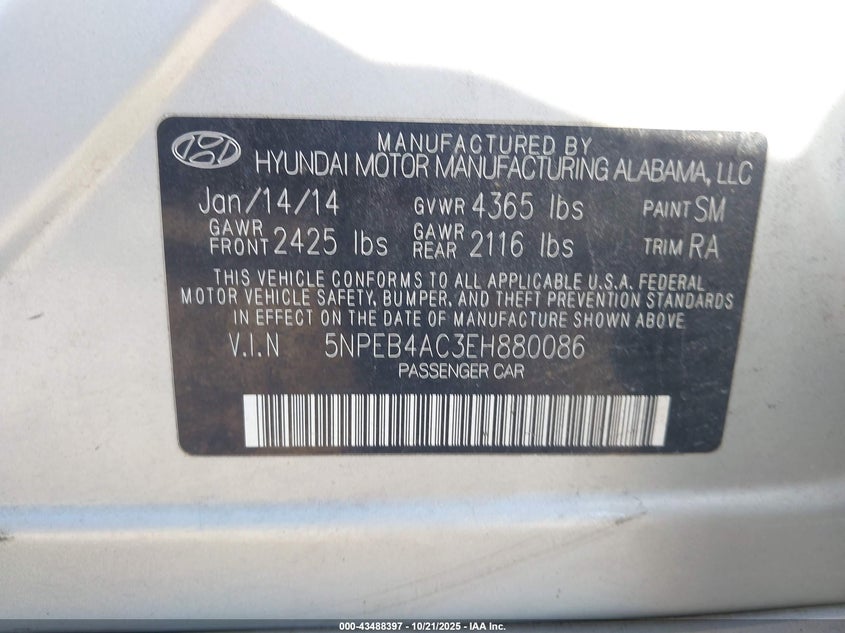 MANUFACTURED BY
HYUNDAI MOTOR MANUFACTURING ALABAMA, LLC
Jan/14/14 GVWR 4365 lbs PAINT SM
GAWR FRONT 2425 lbs GAWR REAR 2116 lbs TRIM RA
THIS VEHICLE CONFORMS TO ALL APPLICABLE U.S.A. FEDERAL
MOTOR VEHICLE SAFETY, BUMPER, AND THEFT PREVENTION STANDARDS
IN EFFECT ON THE DATE OF MANUFACTURE SHOWN ABOVE.
V.I.N 5NPEB4AC3EH880086
PASSENGER CAR
000-43488397 - 10/21/2025 - IAA Inc.